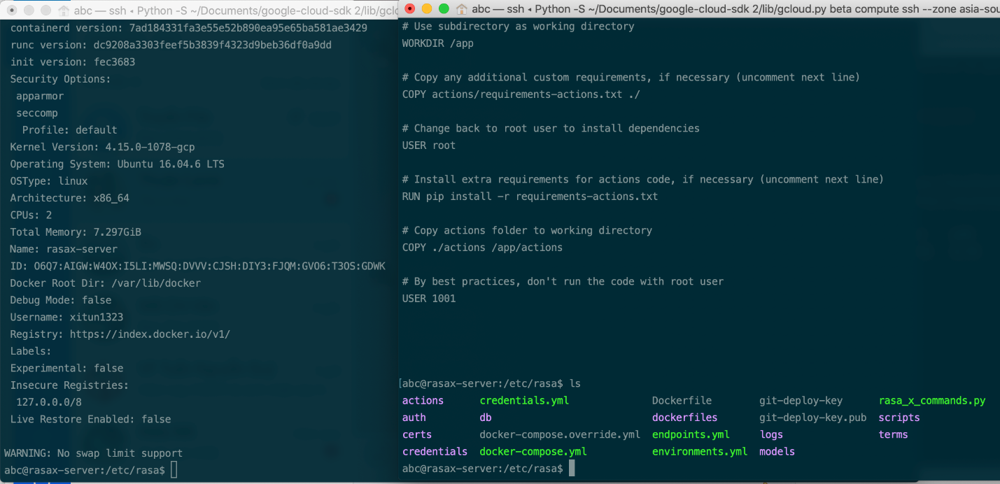 abc — ssh ◂ Python -S ~/Documents/google-cloud-sdk 2/lib/gclo
containerd version: 7ad184331fa3e55e52b890ea95e65ba581ae3429
runc version: dc9208a3303feef5b3839f4323d9beb36df0a9dd
init version: fec3683
Security Options:
apparmor
seccomp
Profile: default
Kernel Version: 4.15.0-1078-gcp
Operating System: Ubuntu 16.04.6 LTS
OSType: linux
Architecture: x86_64
CPUs: 2
Total Memory: 7.297GiB
Name: rasax-server
ID: O6Q7:AIGW:W4OX:I5LI:MWSQ:DVVV:CJSH:DIY3:FJQM:GVO6:T3OS:GDWK
Docker Root Dir: /var/lib/docker
Debug Mode: false
Username: xitun1323
Registry: https://index.docker.io/v1/
Labels:
Experimental: false
Insecure Registries:
127.0.0.0/8
Live Restore Enabled: false
WARNING: No swap limit support
abc@rasax-server:/etc/rasa$
abc — ssh ◂ Python -S ~/Documents/google-cloud-sdk 2/lib/gcloud.py beta compute ssh --zone asia-sou
# Use subdirectory as working directory
WORKDIR /app
# Copy any additional custom requirements, if necessary (uncomment next line)
COPY actions/requirements-actions.txt ./
# Change back to root user to install dependencies
USER root
# Install extra requirements for actions code, if necessary (uncomment next line)
RUN pip install -r requirements-actions.txt
# Copy actions folder to working directory
COPY ./actions /app/actions
# By best practices, don't run the code with root user
USER 1001
[abc@rasax-server:/etc/rasa$ ls
actions credentials.yml Dockerfile git-deploy-key rasa_x_commands.py
auth db dockerfiles git-deploy-key.pub scripts
certs docker-compose.override.yml endpoints.yml logs terms
credentials docker-compose.yml environments.yml models
abc@rasax-server:/etc/rasa$